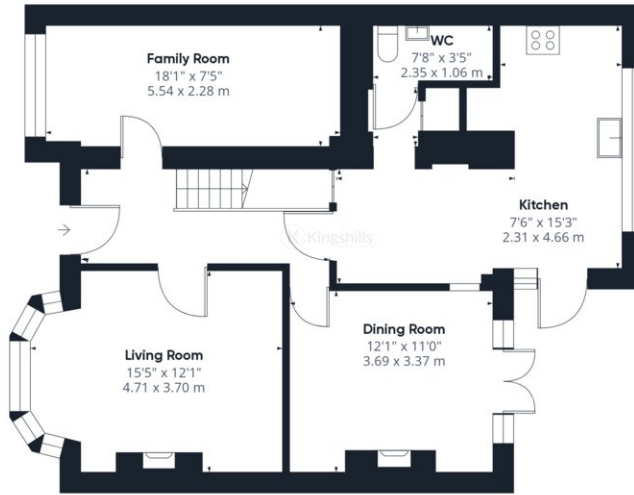 Family Room
18'1" x 7'5"
5.54 x 2.28 m
WC
7'8" x 3'5"
2.35 x 1.06 m
Kitchen
7'6" x 15'3"
2.31 x 4.66 m
Kingshills
Living Room
15'5" x 12'1"
4.71 x 3.70 m
Dining Room
12'1" x 11'0"
3.69 x 3.37 m